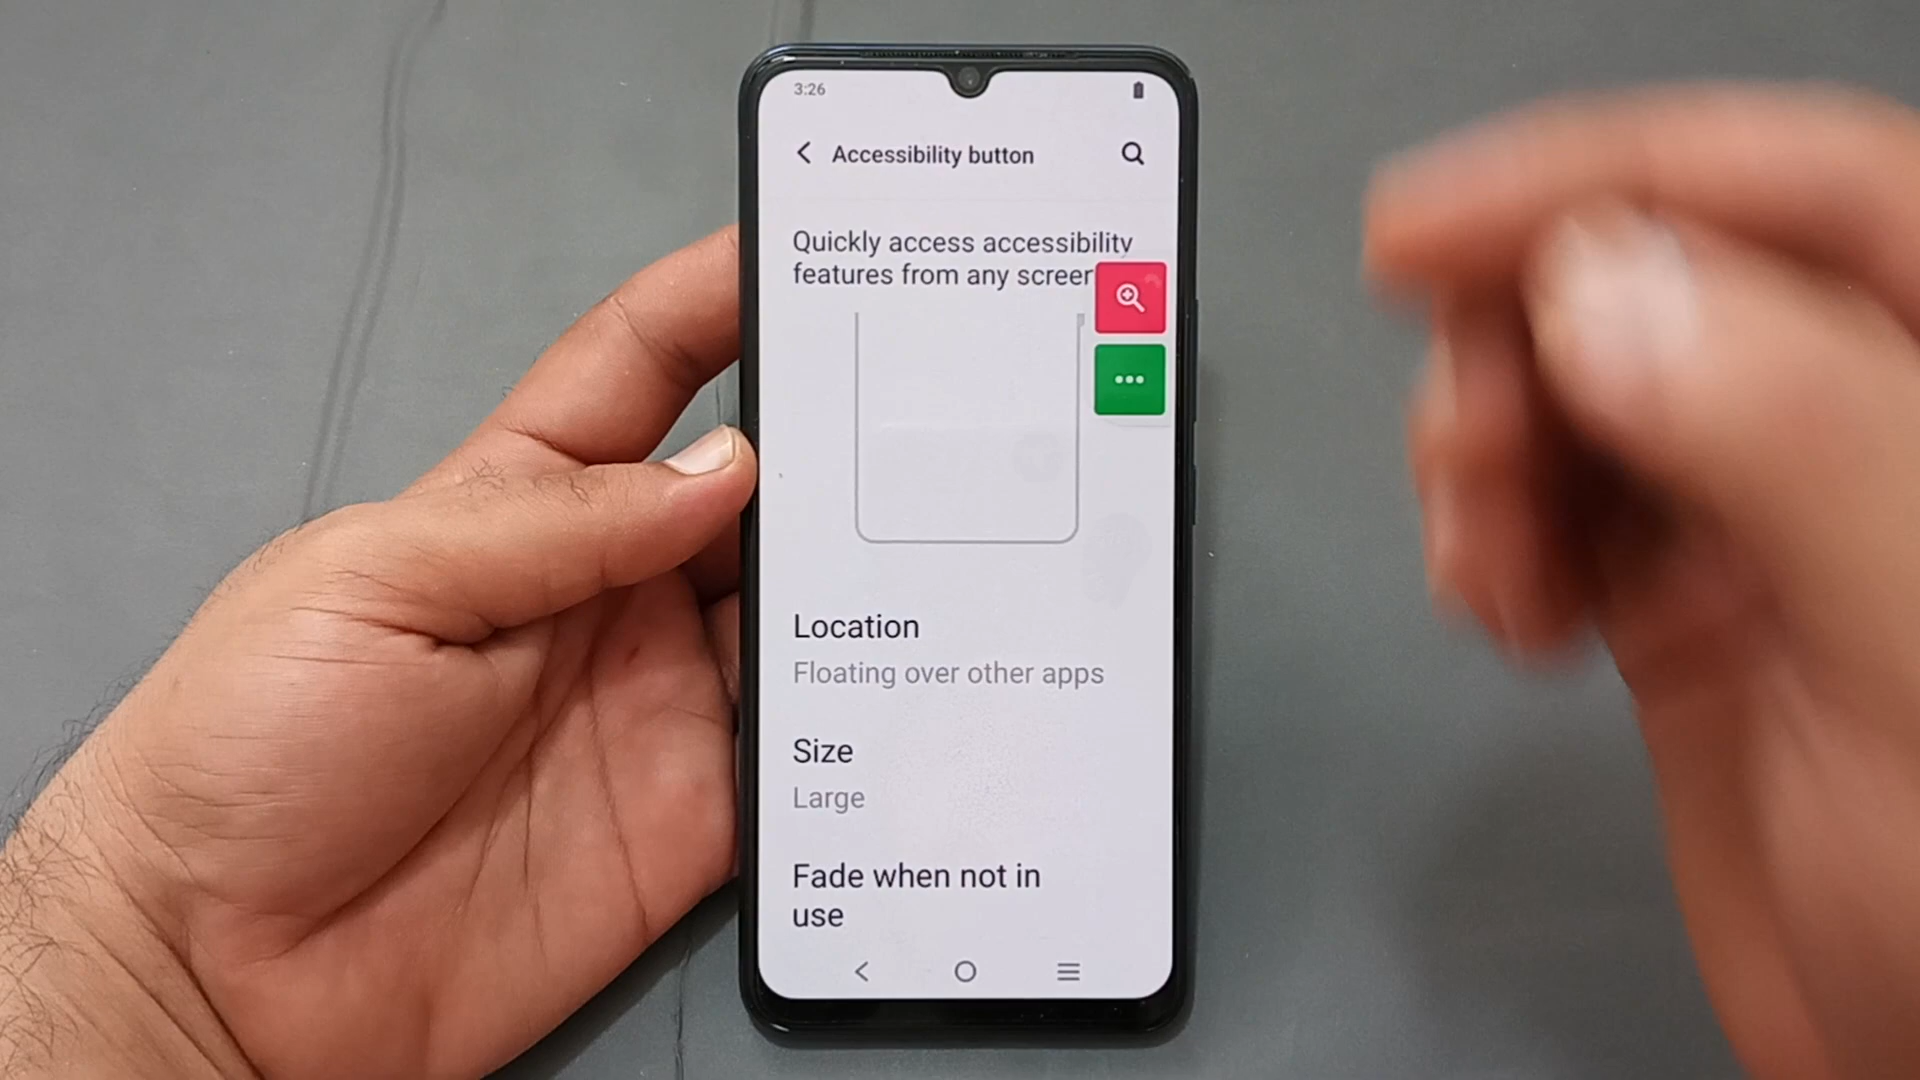 3:26
Accessibility button
Quickly access accessibility
features from any screen
Location
Floating over other apps
Size
Large
Fade when not in
use